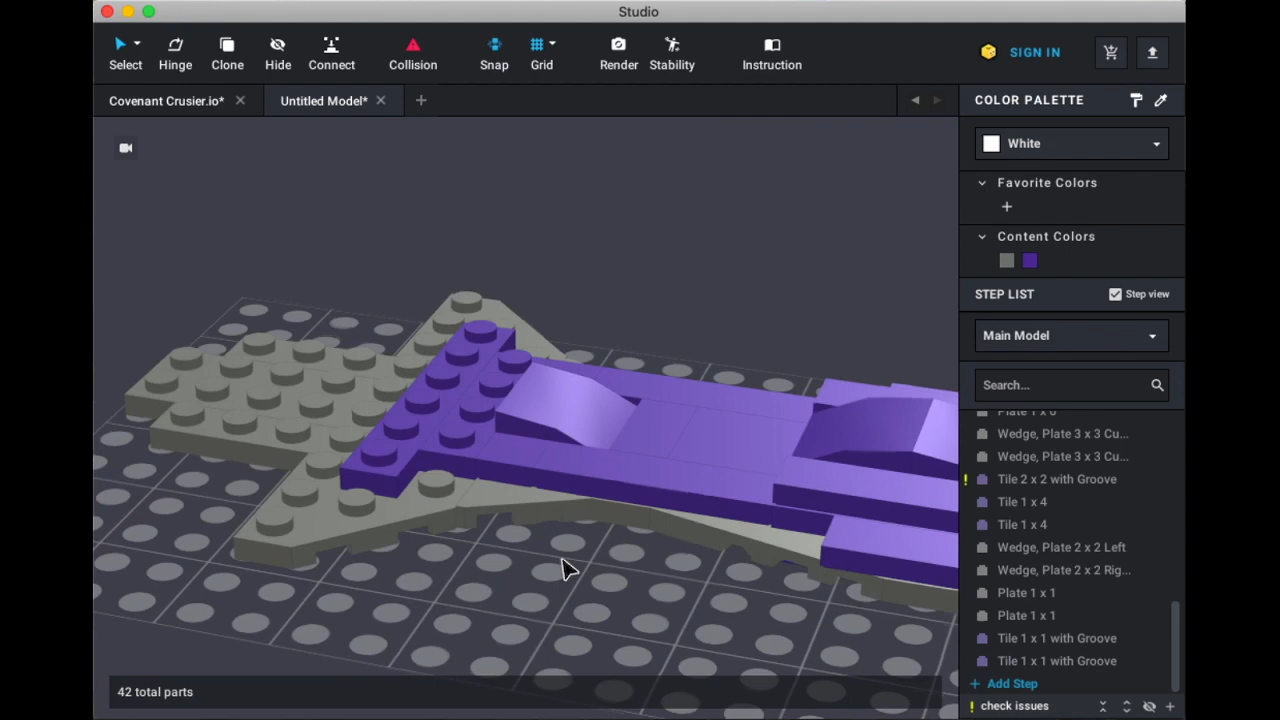 Studio
Select
Hinge
Clone
Hide
Connect
Collision
Snap
Grid
Render
Stability
Instruction
SIGN IN
Covenant Crusier.io*
Untitled Model*
COLOR PALETTE
White
Favorite Colors
Content Colors
STEP LIST
Step view
Main Model
Search...
Plate 1 x 6
Wedge, Plate 3 x 3 Cu...
Wedge, Plate 3 x 3 Cu...
Tile 2 x 2 with Groove
Tile 1 x 4
Tile 1 x 4
Wedge, Plate 2 x 2 Left
Wedge, Plate 2 x 2 Rig...
Plate 1 x 1
Plate 1 x 1
Tile 1 x 1 with Groove
Tile 1 x 1 with Groove
+ Add Step
! check issues
42 total parts